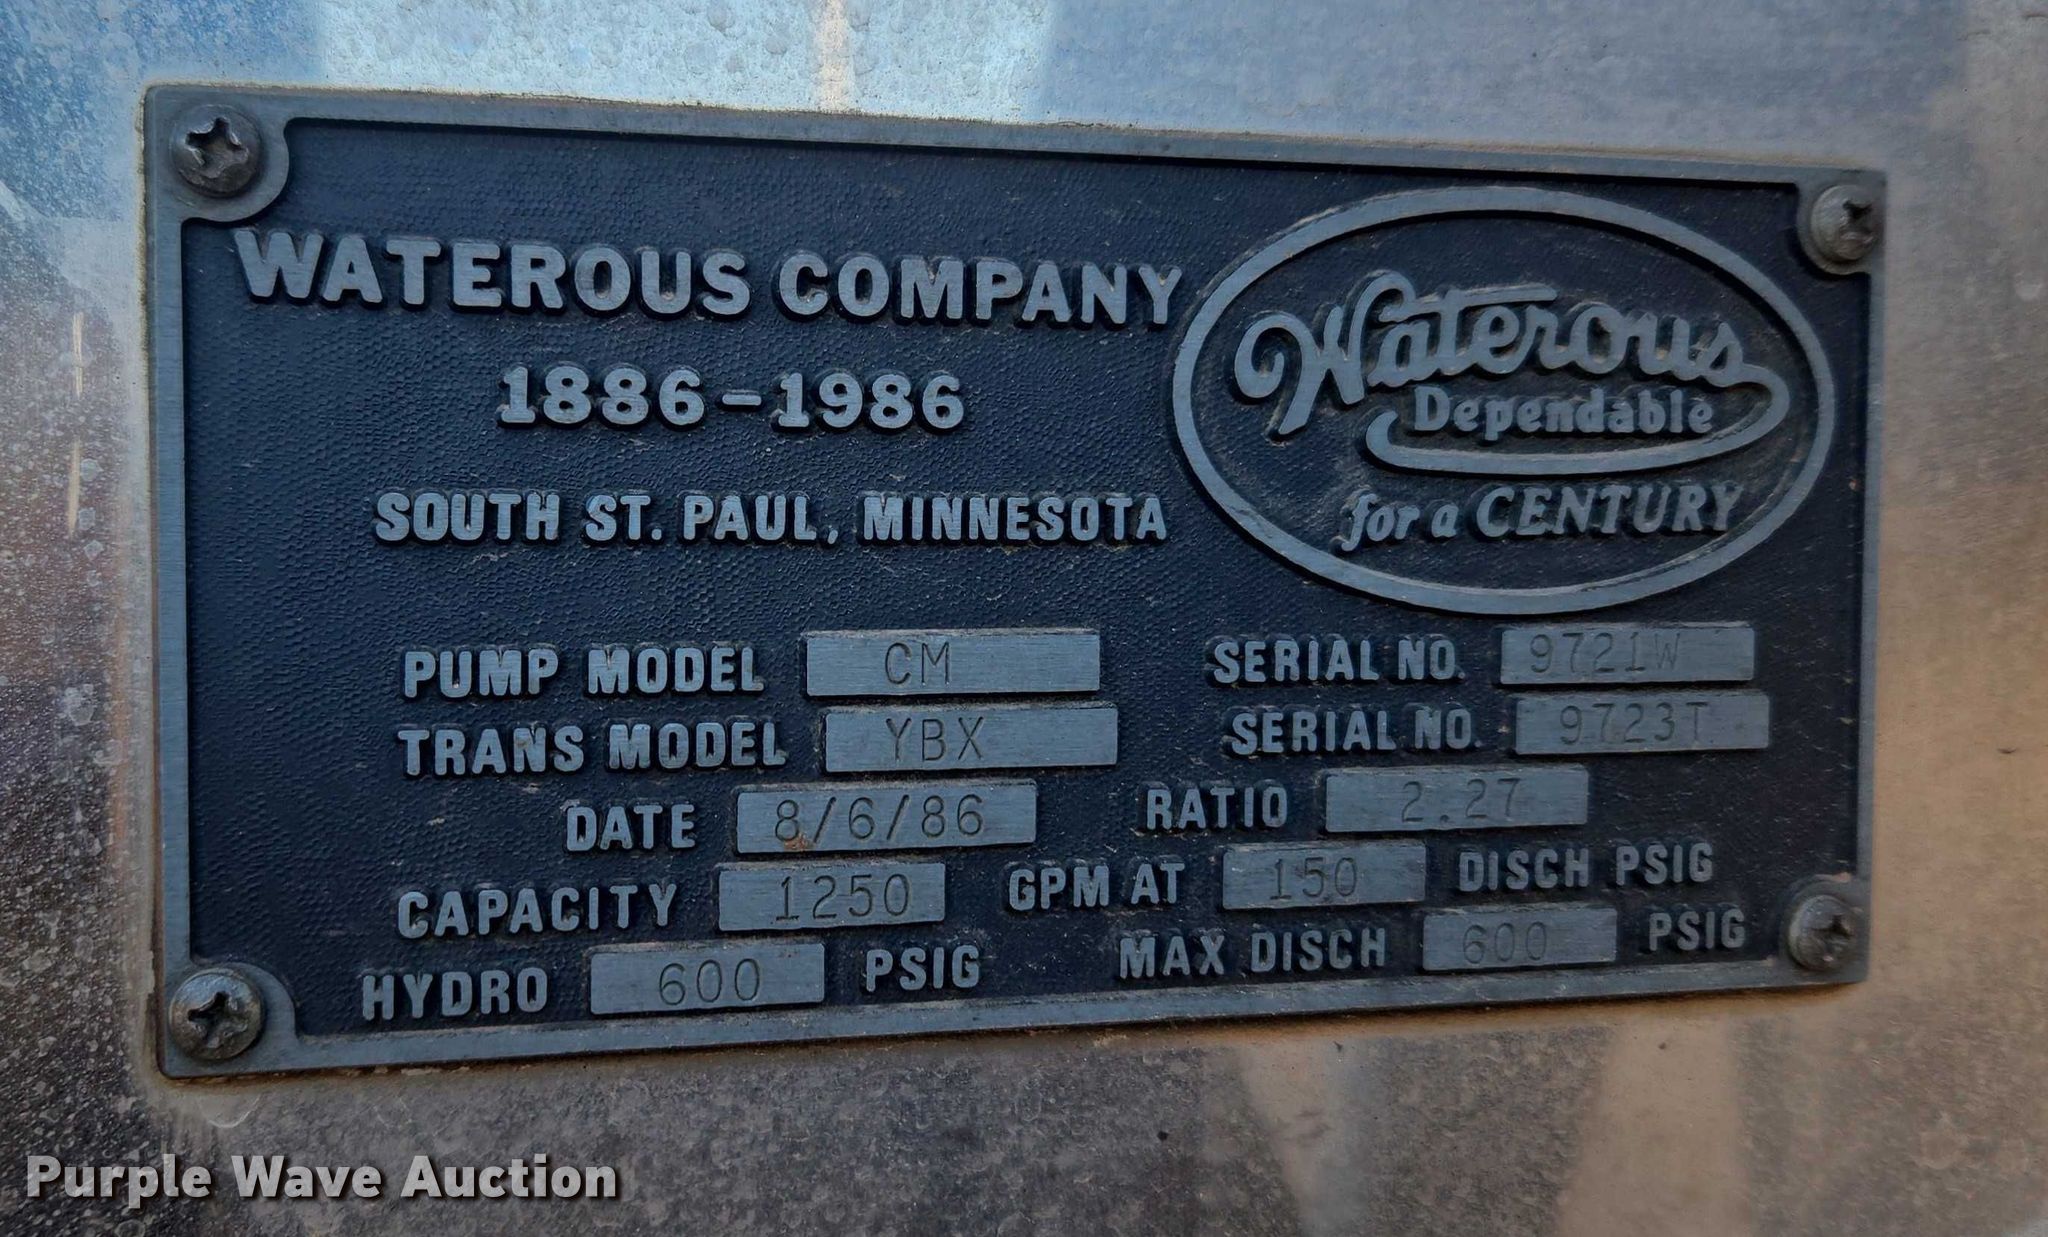 WATEROUS COMPANY
1886-1986
SOUTH ST. PAUL, MINNESOTA
Waterous
Dependable
for a CENTURY
PUMP MODEL CM SERIAL NO. 9721W
TRANS MODEL YBX SERIAL NO. 9723T
DATE 8/6/86 RATIO 2.27
CAPACITY 1250 GPM AT 150 DISCH PSIG
HYDRO 600 PSIG MAX DISCH 600 PSIG
Purple Wave Auction